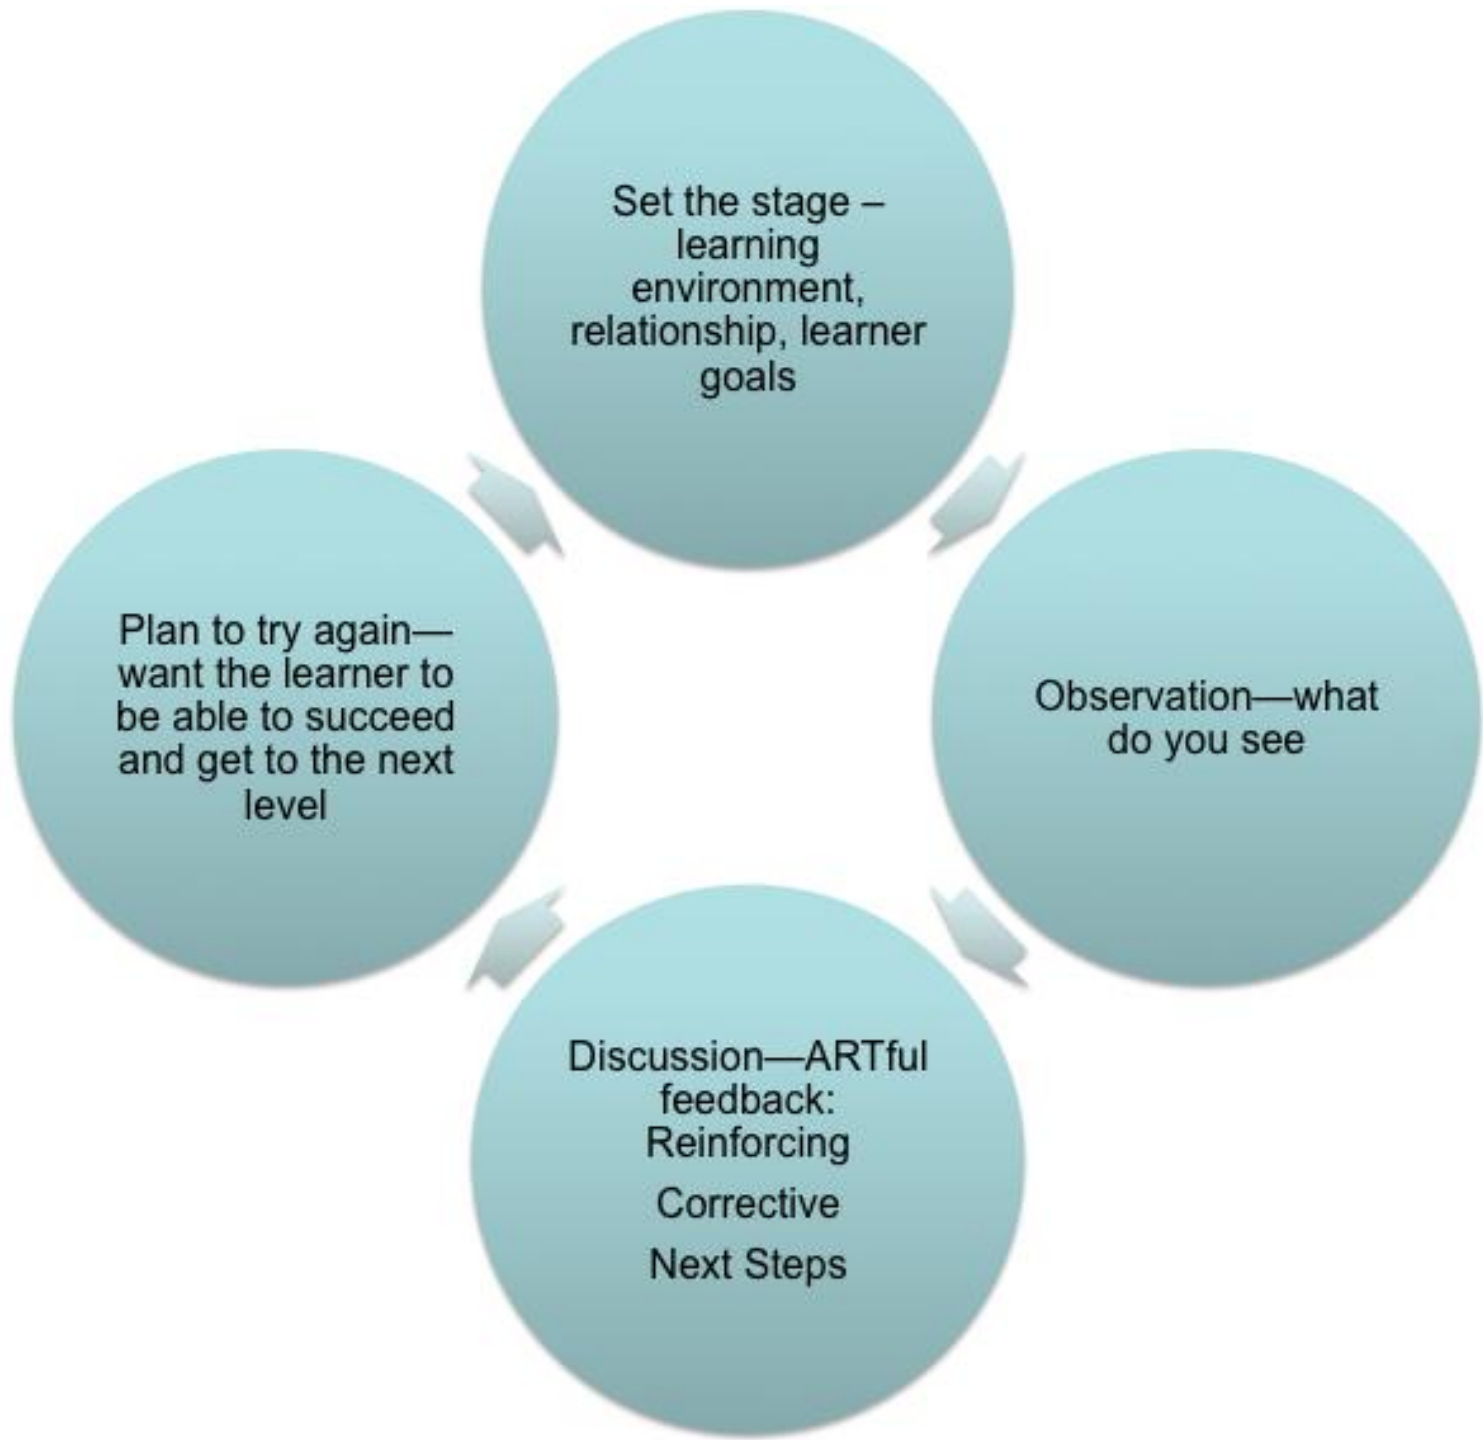 Set the stage –
learning
environment,
relationship, learner
goals
Observation—what
do you see
Discussion—ARTful
feedback:
Reinforcing
Corrective
Next Steps
Plan to try again—
want the learner to
be able to succeed
and get to the next
level